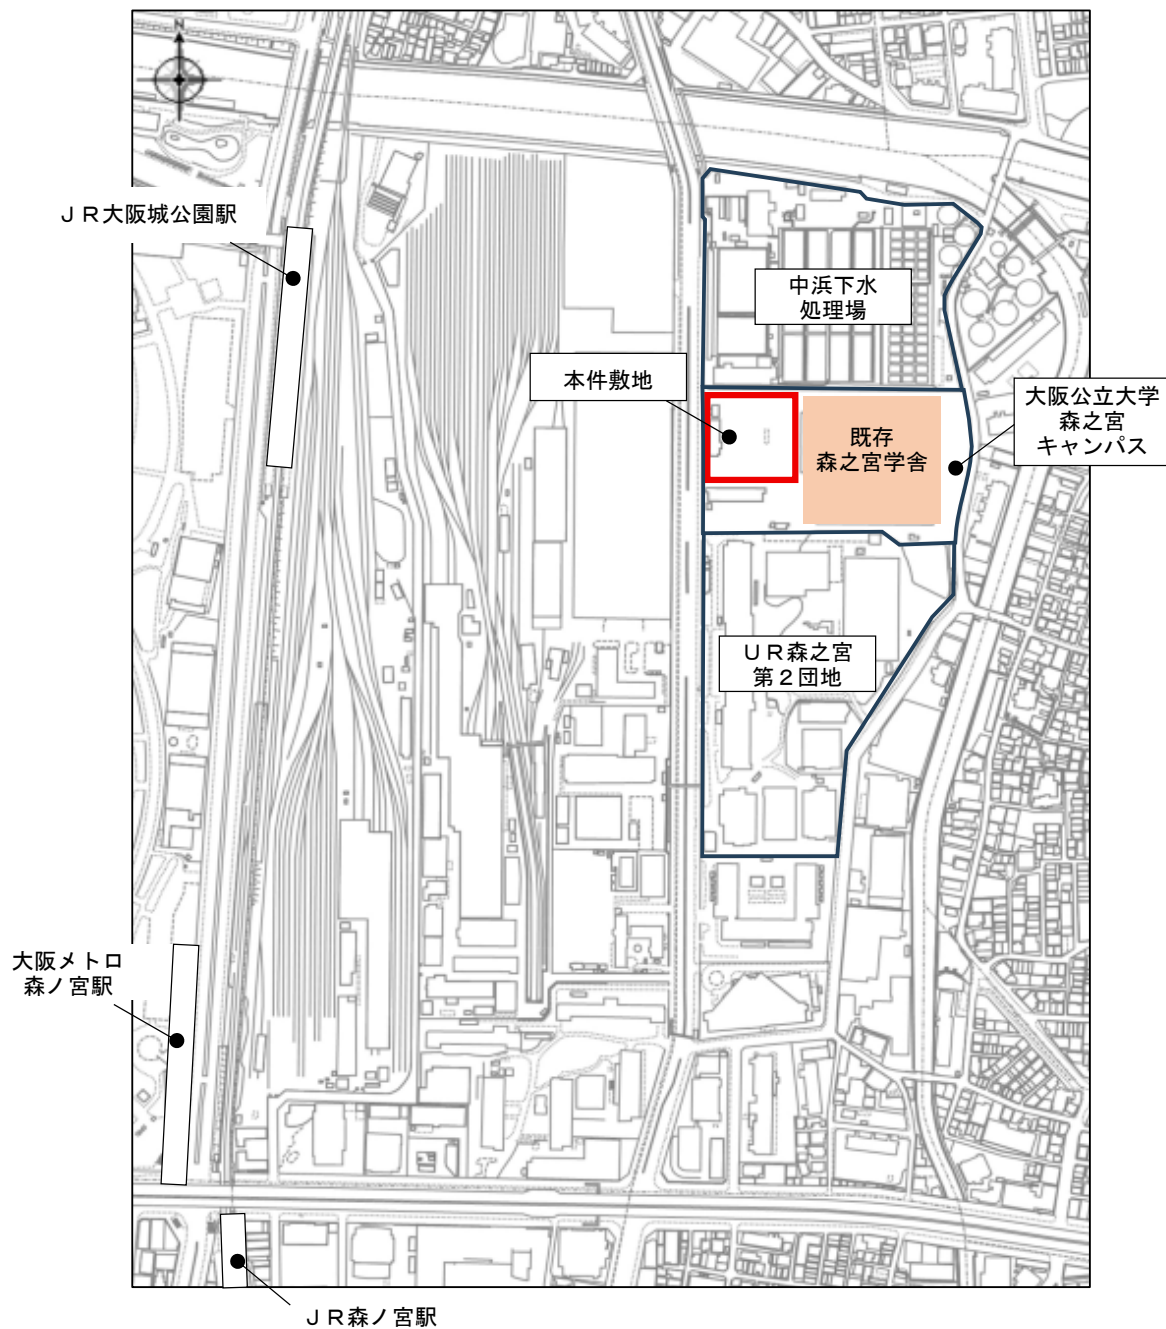 N
ＪＲ大阪城公園駅
中浜下水
処理場
本件敷地
大阪公立大学
森之宮
キャンパス
既存
森之宮学舎
ＵＲ森之宮
第２団地
大阪メトロ
森ノ宮駅
ＪＲ森ノ宮駅